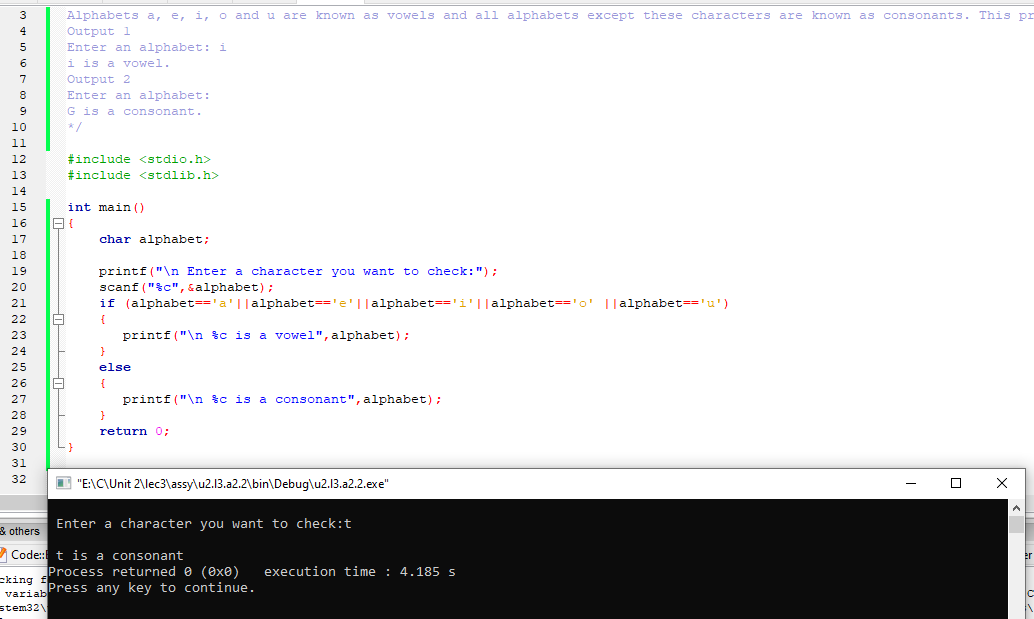 3 Alphabets a, e, i, o and u are known as vowels and all alphabets except these characters are known as consonants. This pr
4 Output 1
5 Enter an alphabet: i
6 i is a vowel.
7 Output 2
8 Enter an alphabet:
9 G is a consonant.
10 */
11
12 #include <stdio.h>
13 #include <stdlib.h>
14
15 int main()
16 {
17 char alphabet;
18
19 printf("\n Enter a character you want to check:");
20 scanf("%c",&alphabet);
21 if (alphabet=='a'||alphabet=='e'||alphabet=='i'||alphabet=='o' ||alphabet=='u')
22 {
23 printf("\n %c is a vowel",alphabet);
24 }
25 else
26 {
27 printf("\n %c is a consonant",alphabet);
28 }
29 return 0;
30 }
31
32
"E:\C\Unit 2\lec3\assy\u2.l3.a2.2\bin\Debug\u2.l3.a2.2.exe"
Enter a character you want to check:t
t is a consonant
Process returned 0 (0x0) execution time : 4.185 s
Press any key to continue.
& others
Code::
cking f
variab
stem32\